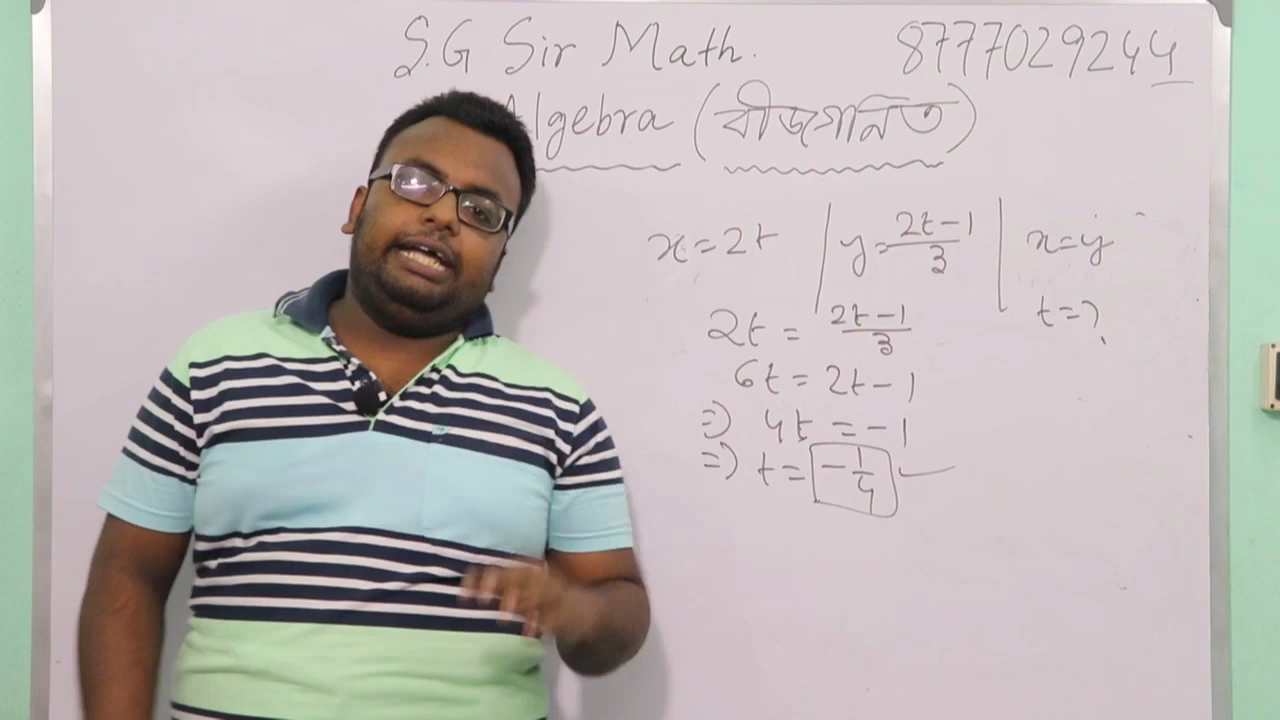 S.G Sir Math. 8777029244
Algebra (বীজগনিত)
x = 2t | y = (2t-1)/3 | x = y
t = ?
2t = (2t-1)/3
6t = 2t - 1
=) 4t = -1
=) t = -1/4